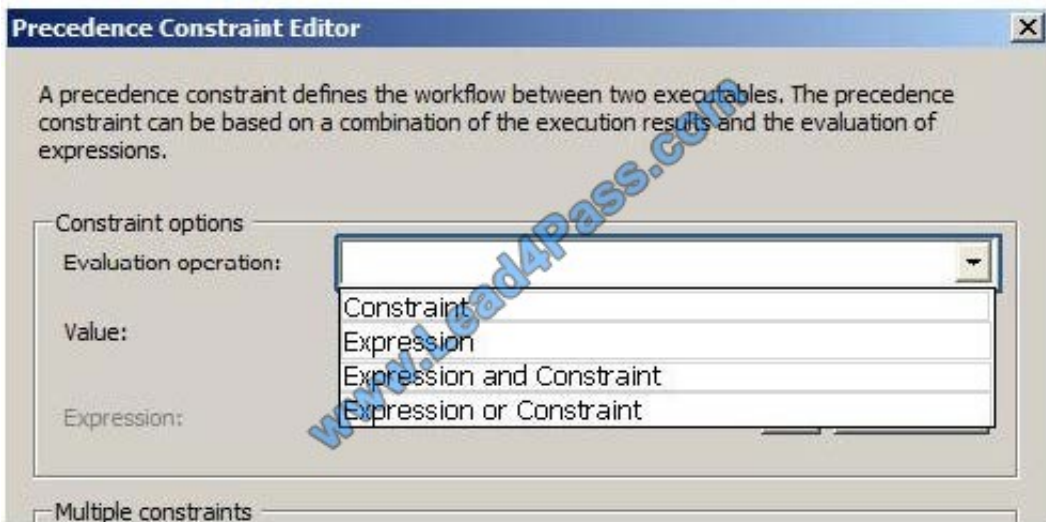 Precedence Constraint Editor
A precedence constraint defines the workflow between two executables. The precedence
constraint can be based on a combination of the execution results and the evaluation of
expressions.
Constraint options
Evaluation operation:
Constraint
Value:
Expression
Expression and Constraint
Expression:
Expression or Constraint
Multiple constraints
www.Lead4Pass.com